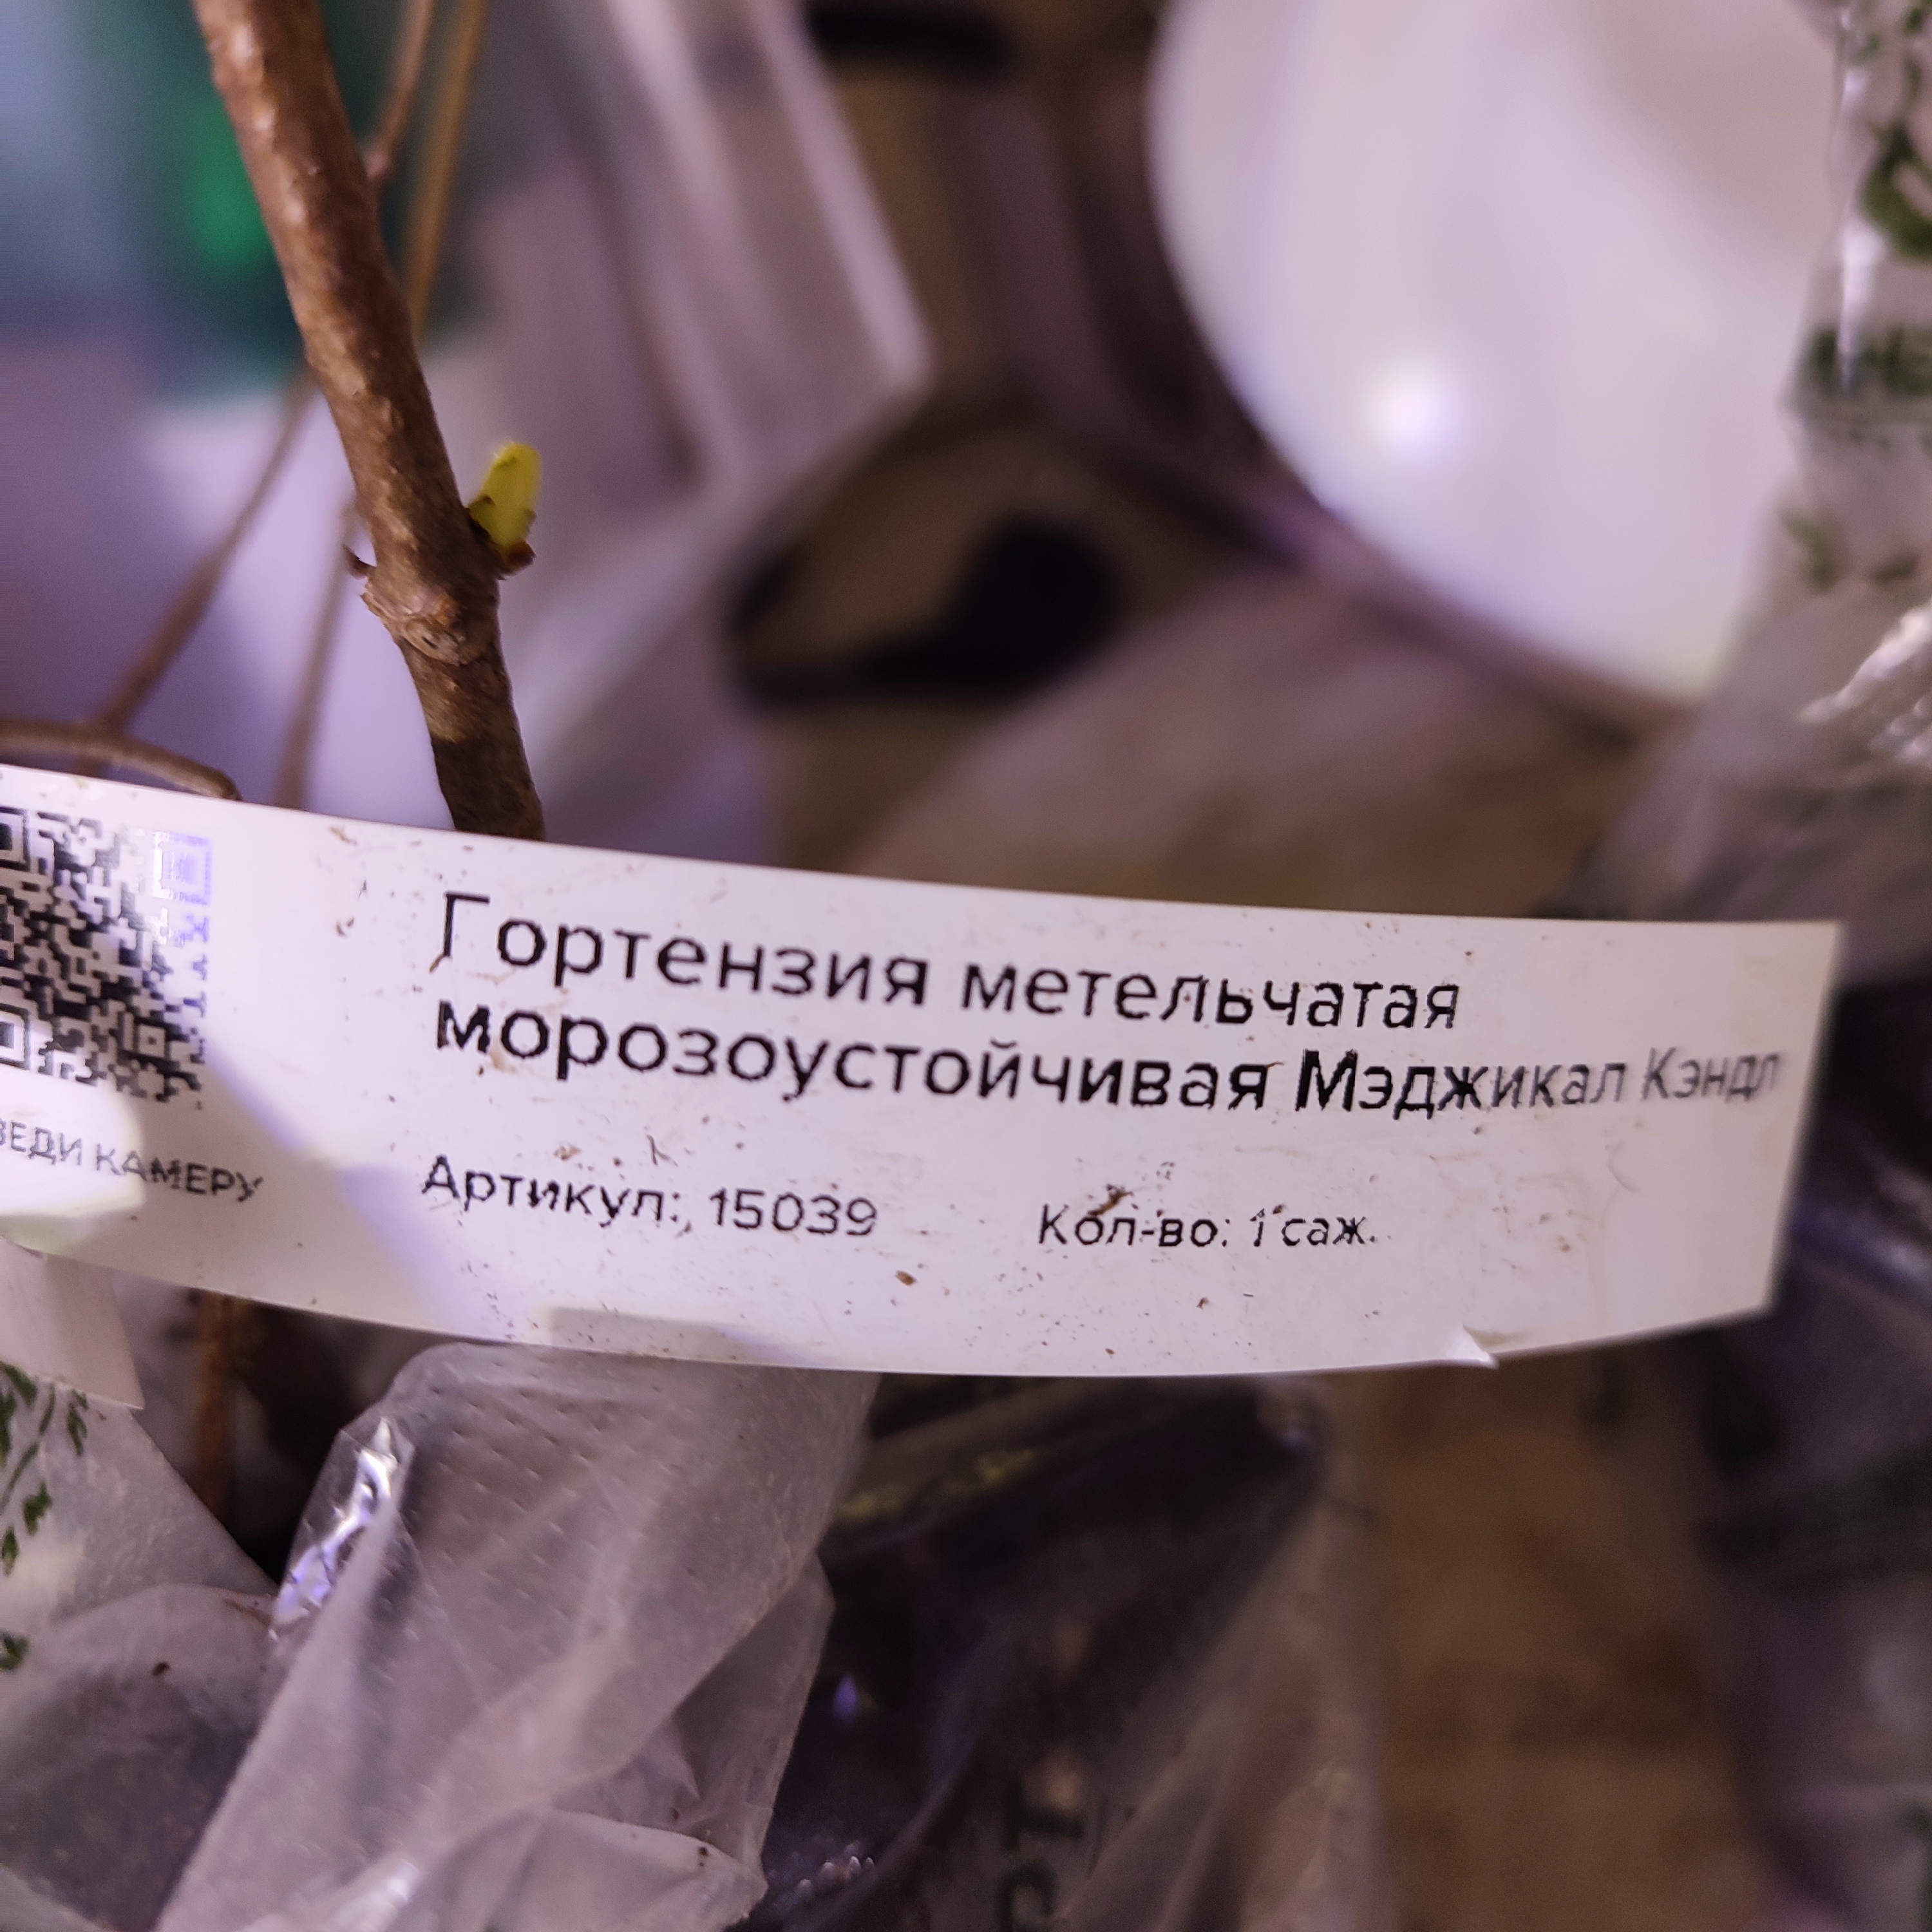 Гортензия метельчатая
морозоустойчивая Мэджикал Кэндл
ВЕДИ КАМЕРУ
Артикул: 15039
Кол-во: 1 саж.